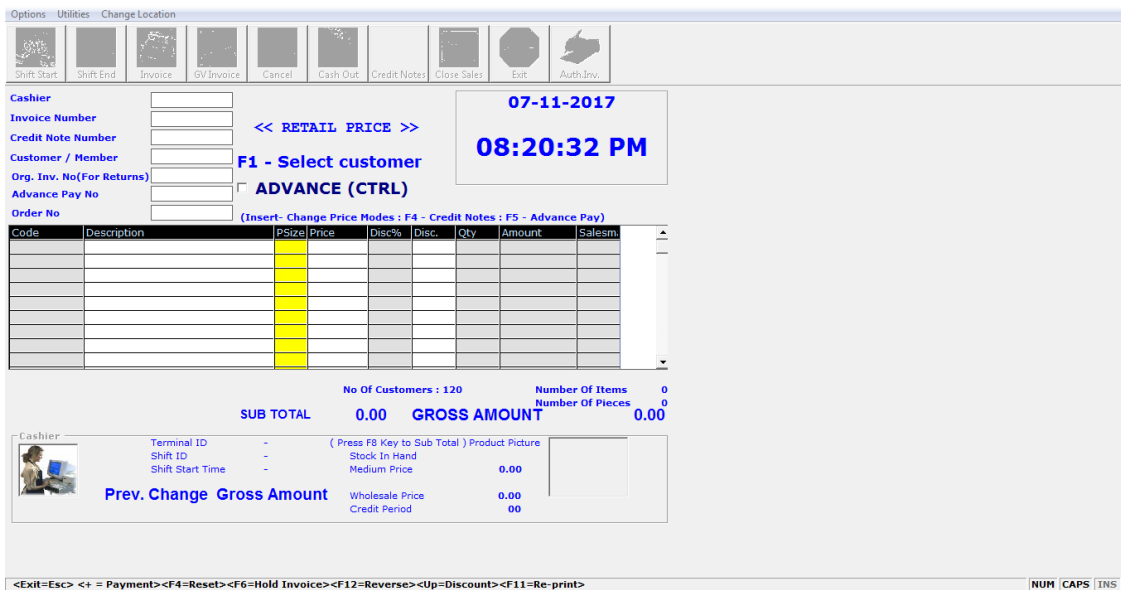 Options Utilities Change Location
Shift Start Shift End Invoice GV Invoice Cancel Cash Out Credit Notes Close Sales Exit Auth.Inv.
Cashier
Invoice Number
Credit Note Number
Customer / Member
Org. Inv. No(For Returns)
Advance Pay No
Order No
<< RETAIL PRICE >>
F1 - Select customer
ADVANCE (CTRL)
(Insert- Change Price Modes : F4 - Credit Notes : F5 - Advance Pay)
07-11-2017
08:20:32 PM
Code Description PSize Price Disc% Disc. Qty Amount Salesm.
No Of Customers : 120 Number Of Items 0
Number Of Pieces 0
SUB TOTAL 0.00 GROSS AMOUNT 0.00
Cashier
Terminal ID - ( Press F8 Key to Sub Total ) Product Picture
Shift ID - Stock In Hand
Shift Start Time - Medium Price 0.00
Prev. Change Gross Amount Wholesale Price 0.00
Credit Period 00
<Exit=Esc> <+ = Payment><F4=Reset><F6=Hold Invoice><F12=Reverse><Up=Discount><F11=Re-print> NUM CAPS INS